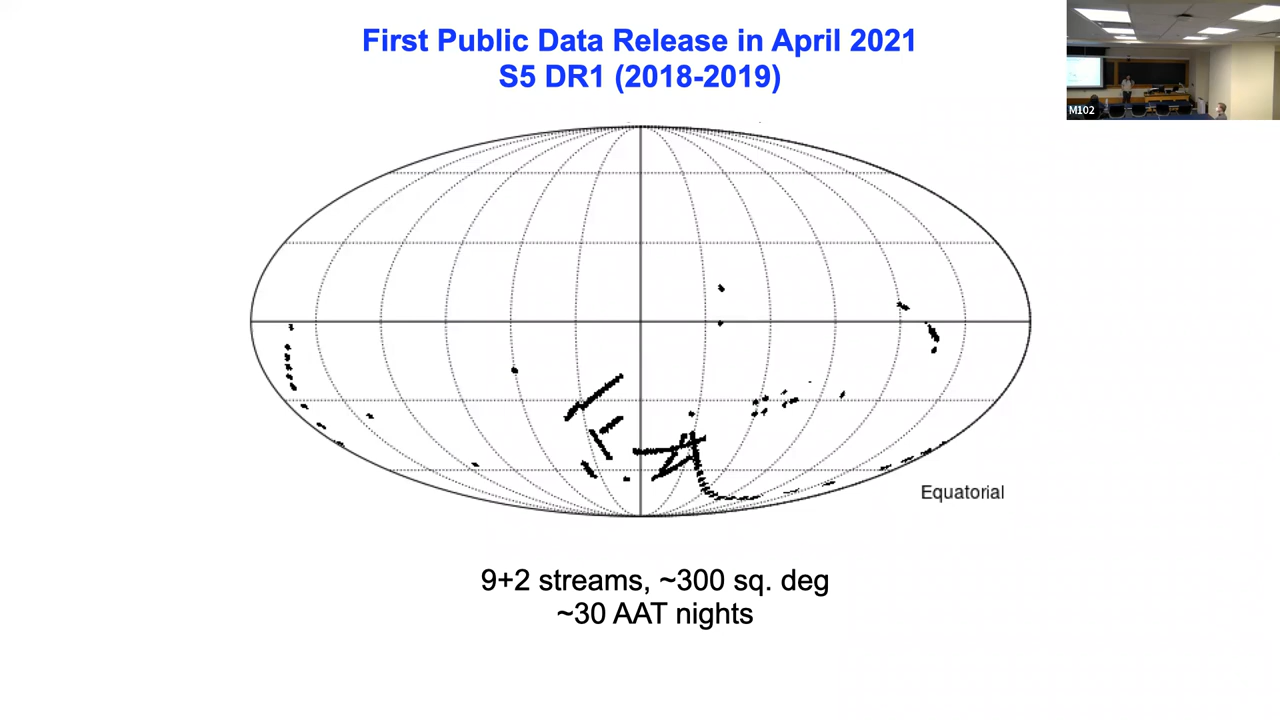 First Public Data Release in April 2021
S5 DR1 (2018-2019)
M102
Equatorial
9+2 streams, ~300 sq. deg
~30 AAT nights